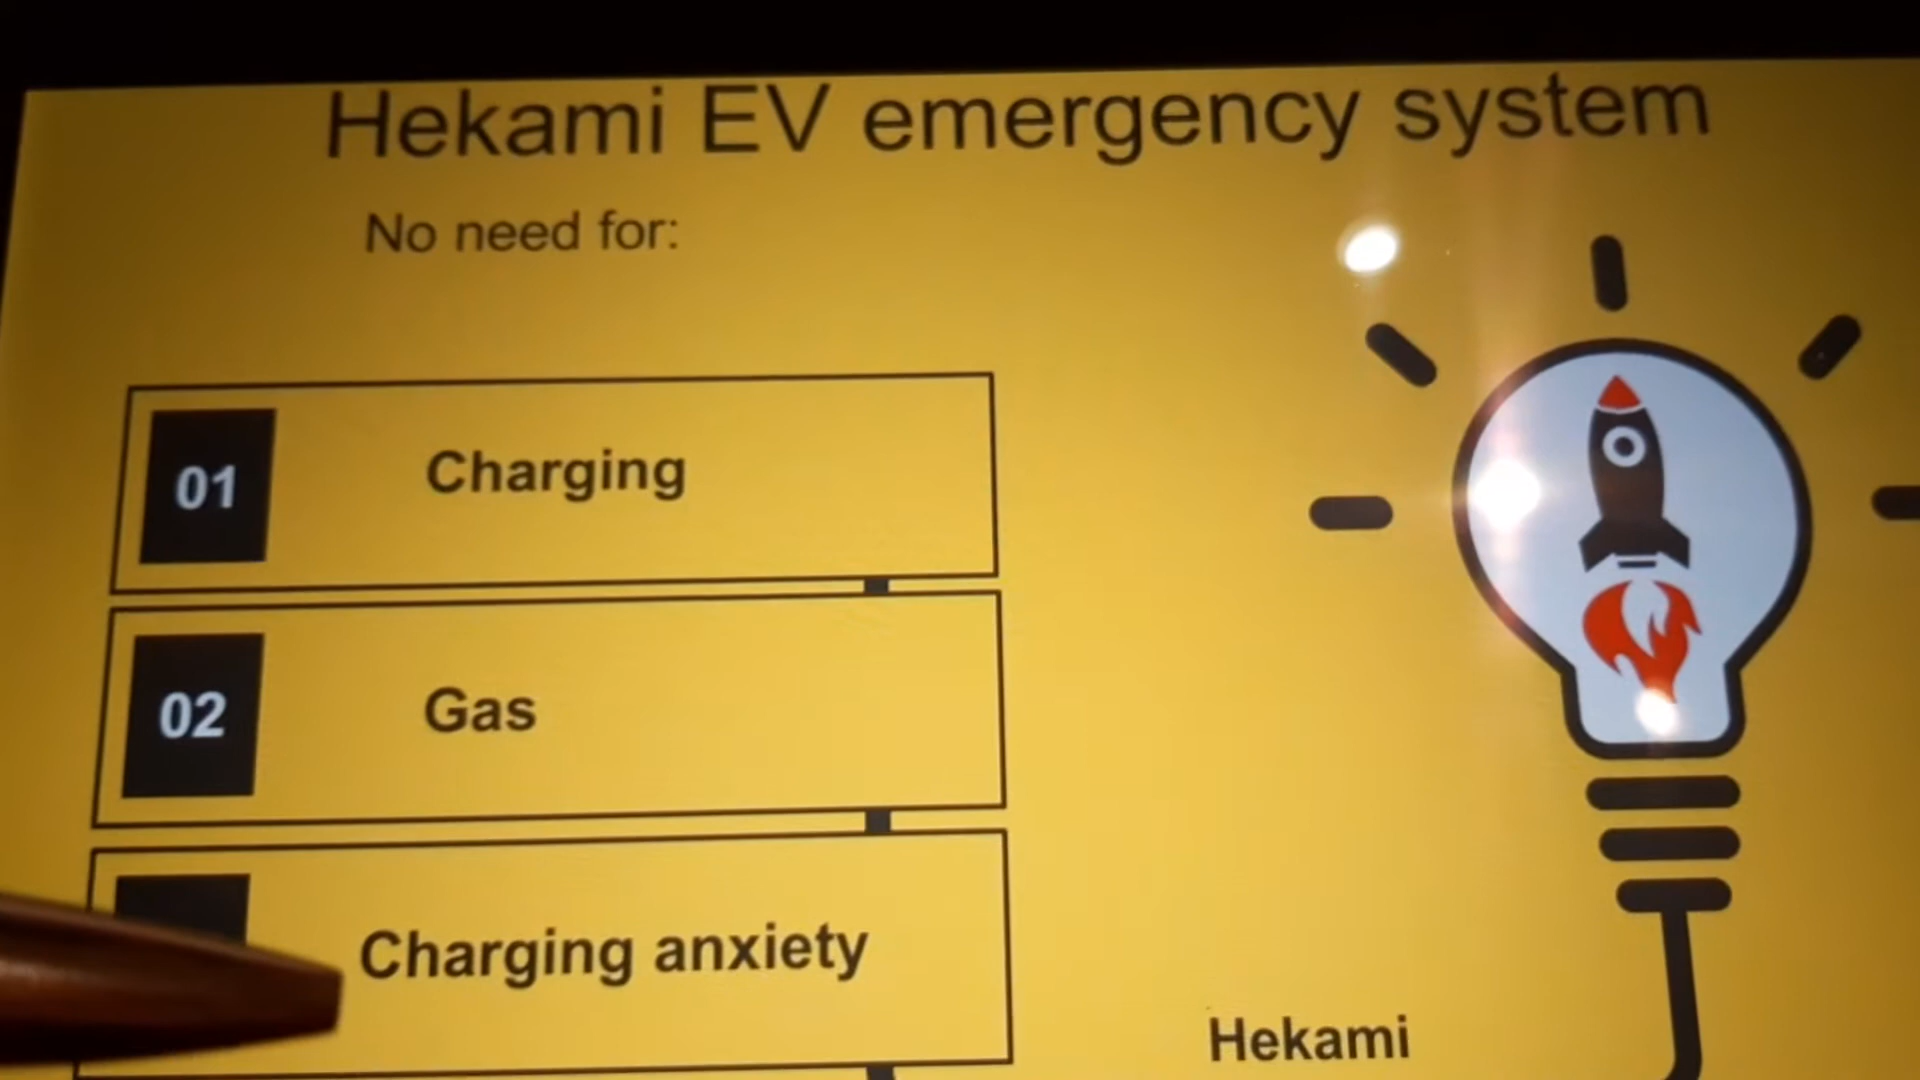 Hekami EV emergency system
No need for:
01
Charging
02
Gas
Charging anxiety
Hekami